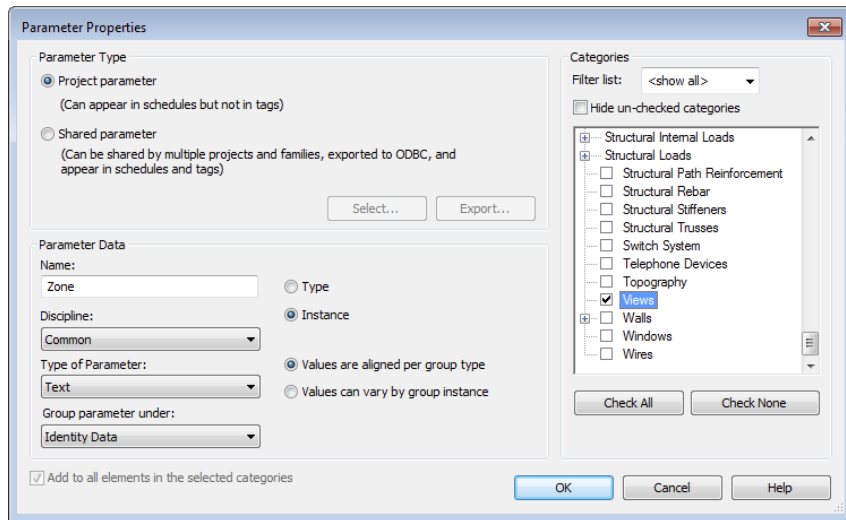 Parameter Properties
Parameter Type
Project parameter
(Can appear in schedules but not in tags)
Shared parameter
(Can be shared by multiple projects and families, exported to ODBC, and
appear in schedules and tags)
Select...
Export...
Parameter Data
Name:
Zone
Type
Discipline:
Instance
Common
Type of Parameter:
Values are aligned per group type
Text
Values can vary by group instance
Group parameter under:
Identity Data
Add to all elements in the selected categories
Categories
Filter list:
<show all>
Hide un-checked categories
Structural Internal Loads
Structural Loads
Structural Path Reinforcement
Structural Rebar
Structural Stiffeners
Structural Trusses
Switch System
Telephone Devices
Topography
Views
Walls
Windows
Wires
Check All
Check None
OK
Cancel
Help